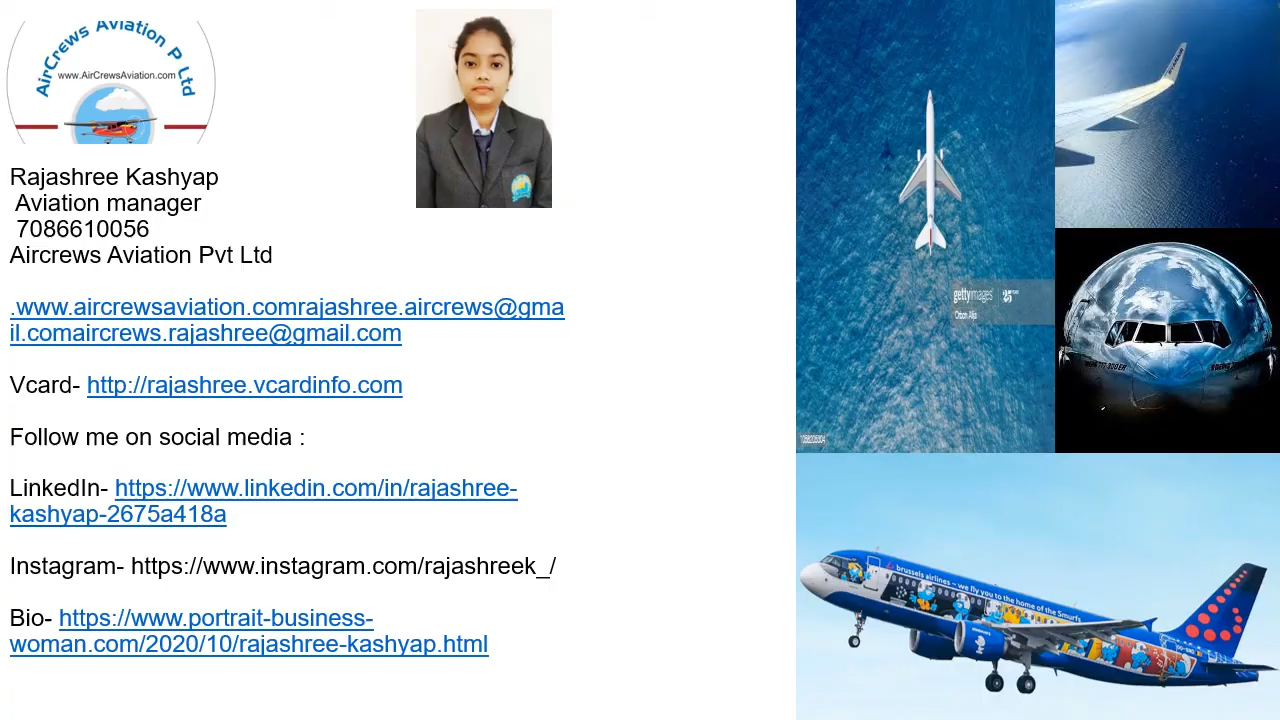 AirCrews Aviation P Ltd
www.AirCrewsAviation.com
Rajashree Kashyap
Aviation manager
7086610056
Aircrews Aviation Pvt Ltd
.www.aircrewsaviation.comrajashree.aircrews@gma
il.comaircrews.rajashree@gmail.com
Vcard- http://rajashree.vcardinfo.com
Follow me on social media :
LinkedIn- https://www.linkedin.com/in/rajashree-
kashyap-2675a418a
Instagram- https://www.instagram.com/rajashreek_/
Bio- https://www.portrait-business-
woman.com/2020/10/rajashree-kashyap.html
gettyimages
Orbon Alija
brussels airlines – we fly you to the home of the Smurfs